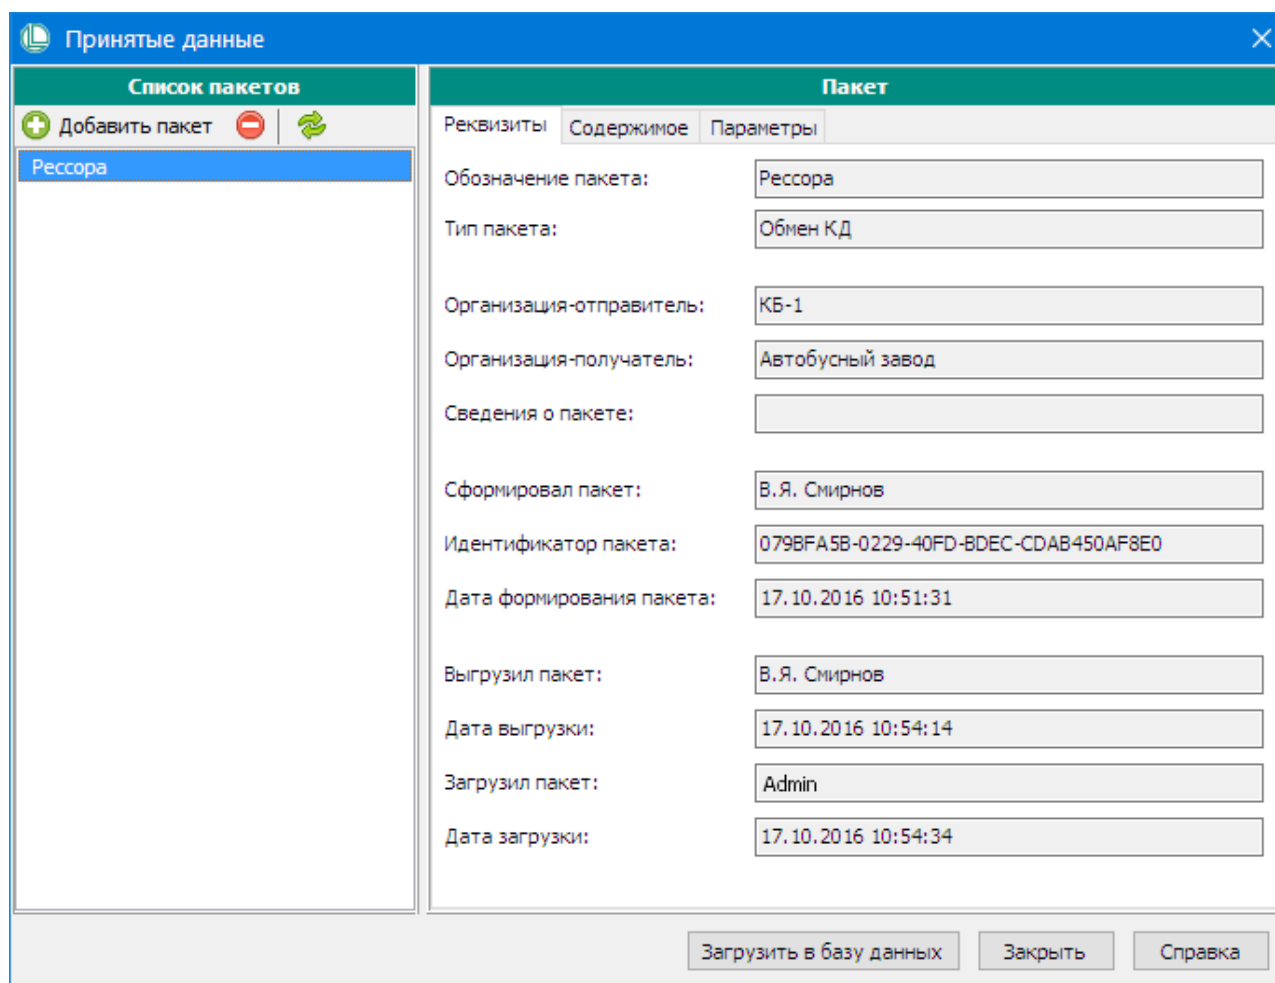 Принятые данные
Список пакетов
Добавить пакет
Рессора
Пакет
Реквизиты Содержимое Параметры
Обозначение пакета: Рессора
Тип пакета: Обмен КД
Организация-отправитель: КБ-1
Организация-получатель: Автобусный завод
Сведения о пакете:
Сформировал пакет: В.Я. Смирнов
Идентификатор пакета: 079BFA5B-0229-40FD-BDEC-CDAB450AF8E0
Дата формирования пакета: 17.10.2016 10:51:31
Выгрузил пакет: В.Я. Смирнов
Дата выгрузки: 17.10.2016 10:54:14
Загрузил пакет: Admin
Дата загрузки: 17.10.2016 10:54:34
Загрузить в базу данных Закрыть Справка